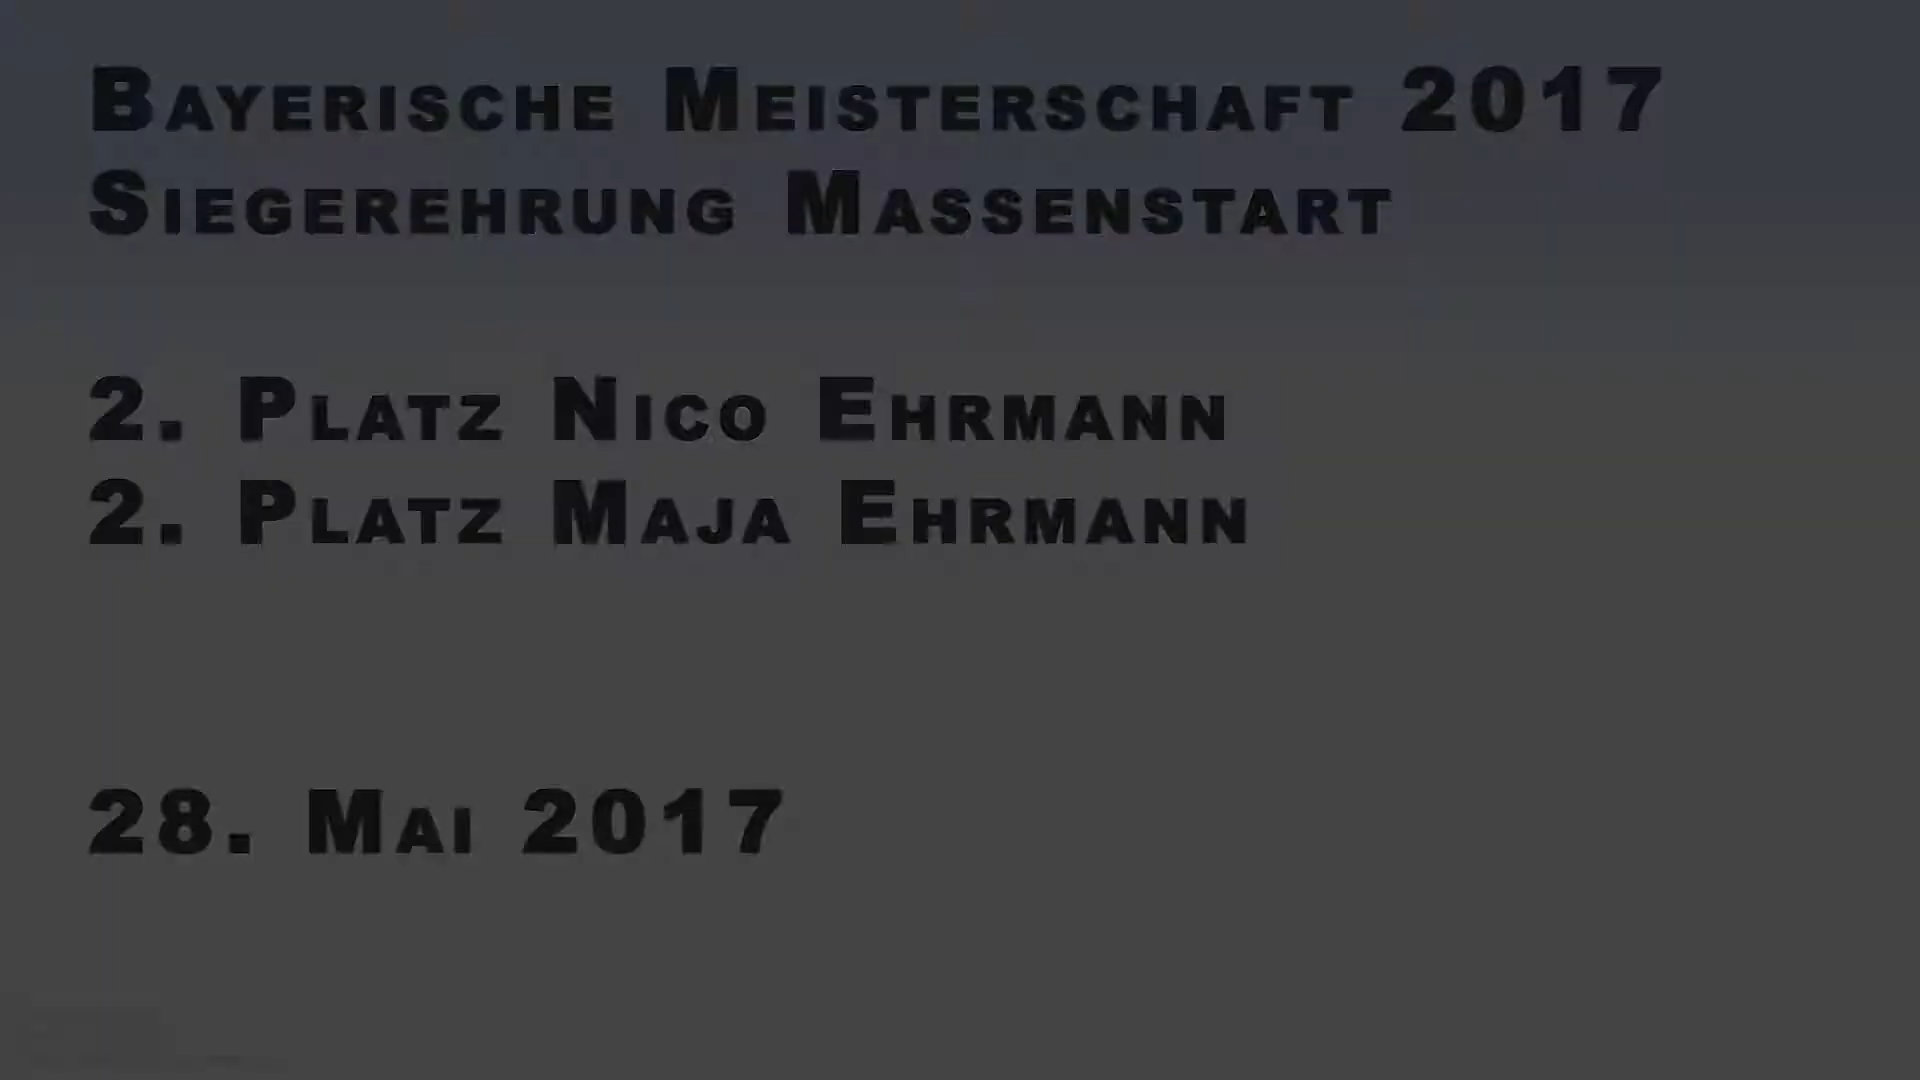 Bayerische Meisterschaft 2017
Siegerehrung Massenstart
2. Platz Nico Ehrmann
2. Platz Maja Ehrmann
28. Mai 2017